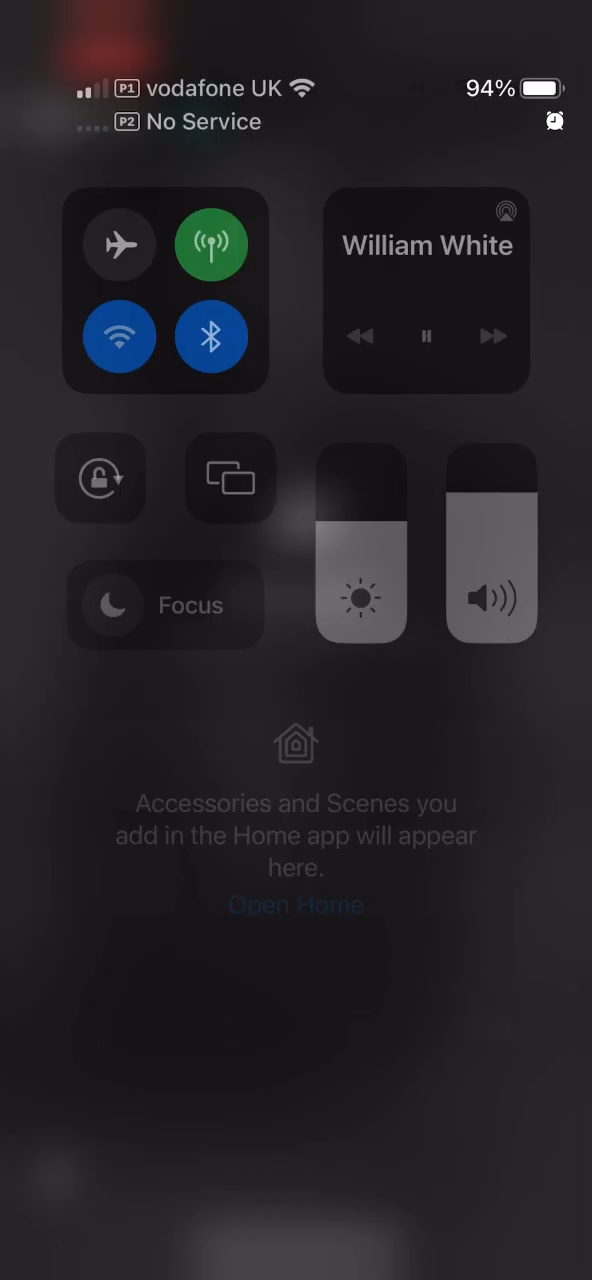 P1 vodafone UK 94%
P2 No Service
William White
Focus
Accessories and Scenes you
add in the Home app will appear
here.
Open Home